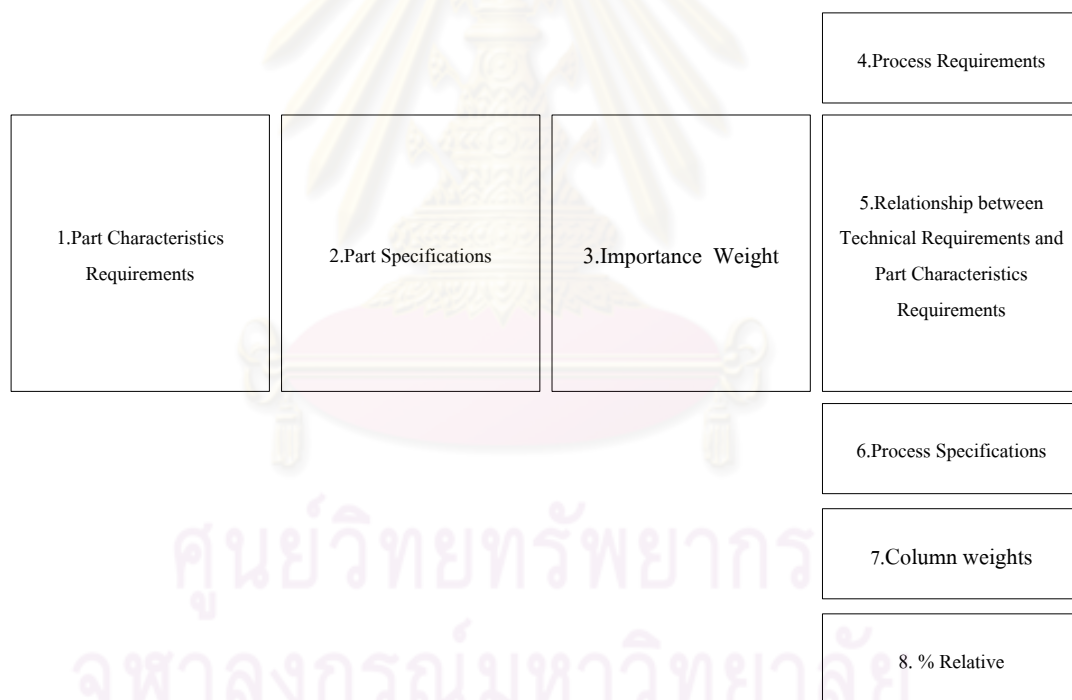 4.Process Requirements
1.Part Characteristics
Requirements
2.Part Specifications
3.Importance Weight
5.Relationship between
Technical Requirements and
Part Characteristics
Requirements
6.Process Specifications
7.Column weights
8. % Relative
ศูนย์วิทยทรัพยากร
จุฬาลงกรณ์มหาวิทยาลัย